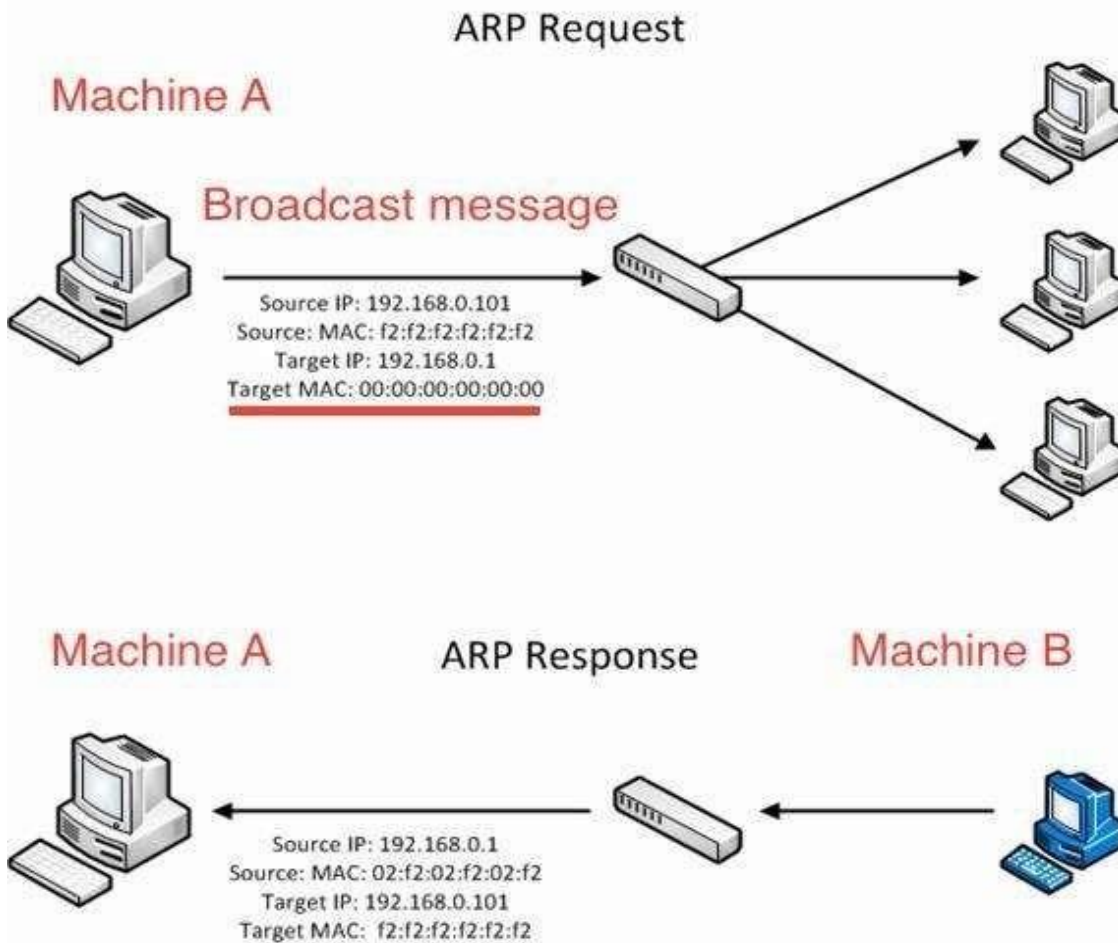 ARP Request
Machine A
Broadcast message
Source IP: 192.168.0.101
Source: MAC: f2:f2:f2:f2:f2:f2
Target IP: 192.168.0.1
Target MAC: 00:00:00:00:00:00
Machine A
ARP Response
Machine B
Source IP: 192.168.0.1
Source: MAC: 02:f2:02:f2:02:f2
Target IP: 192.168.0.101
Target MAC: f2:f2:f2:f2:f2:f2